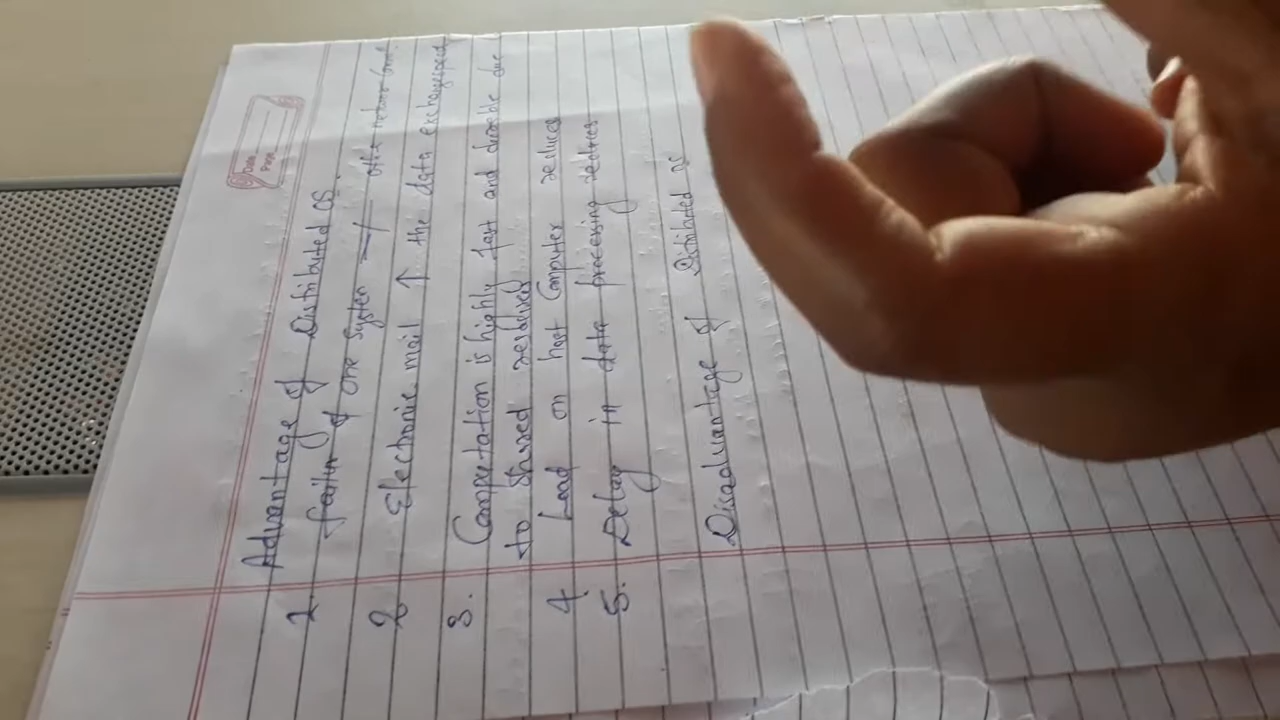 Date
Page
Advantage of Distributed OS.
1. failur of one system other network
2 Electronic mail ↑ the data exchange speed
3. Computation is highly fast and durable due
to shared resources
4 Load on host Computer reduces
5. Delay in data processing reduces
Disadvantage of Distributed OS